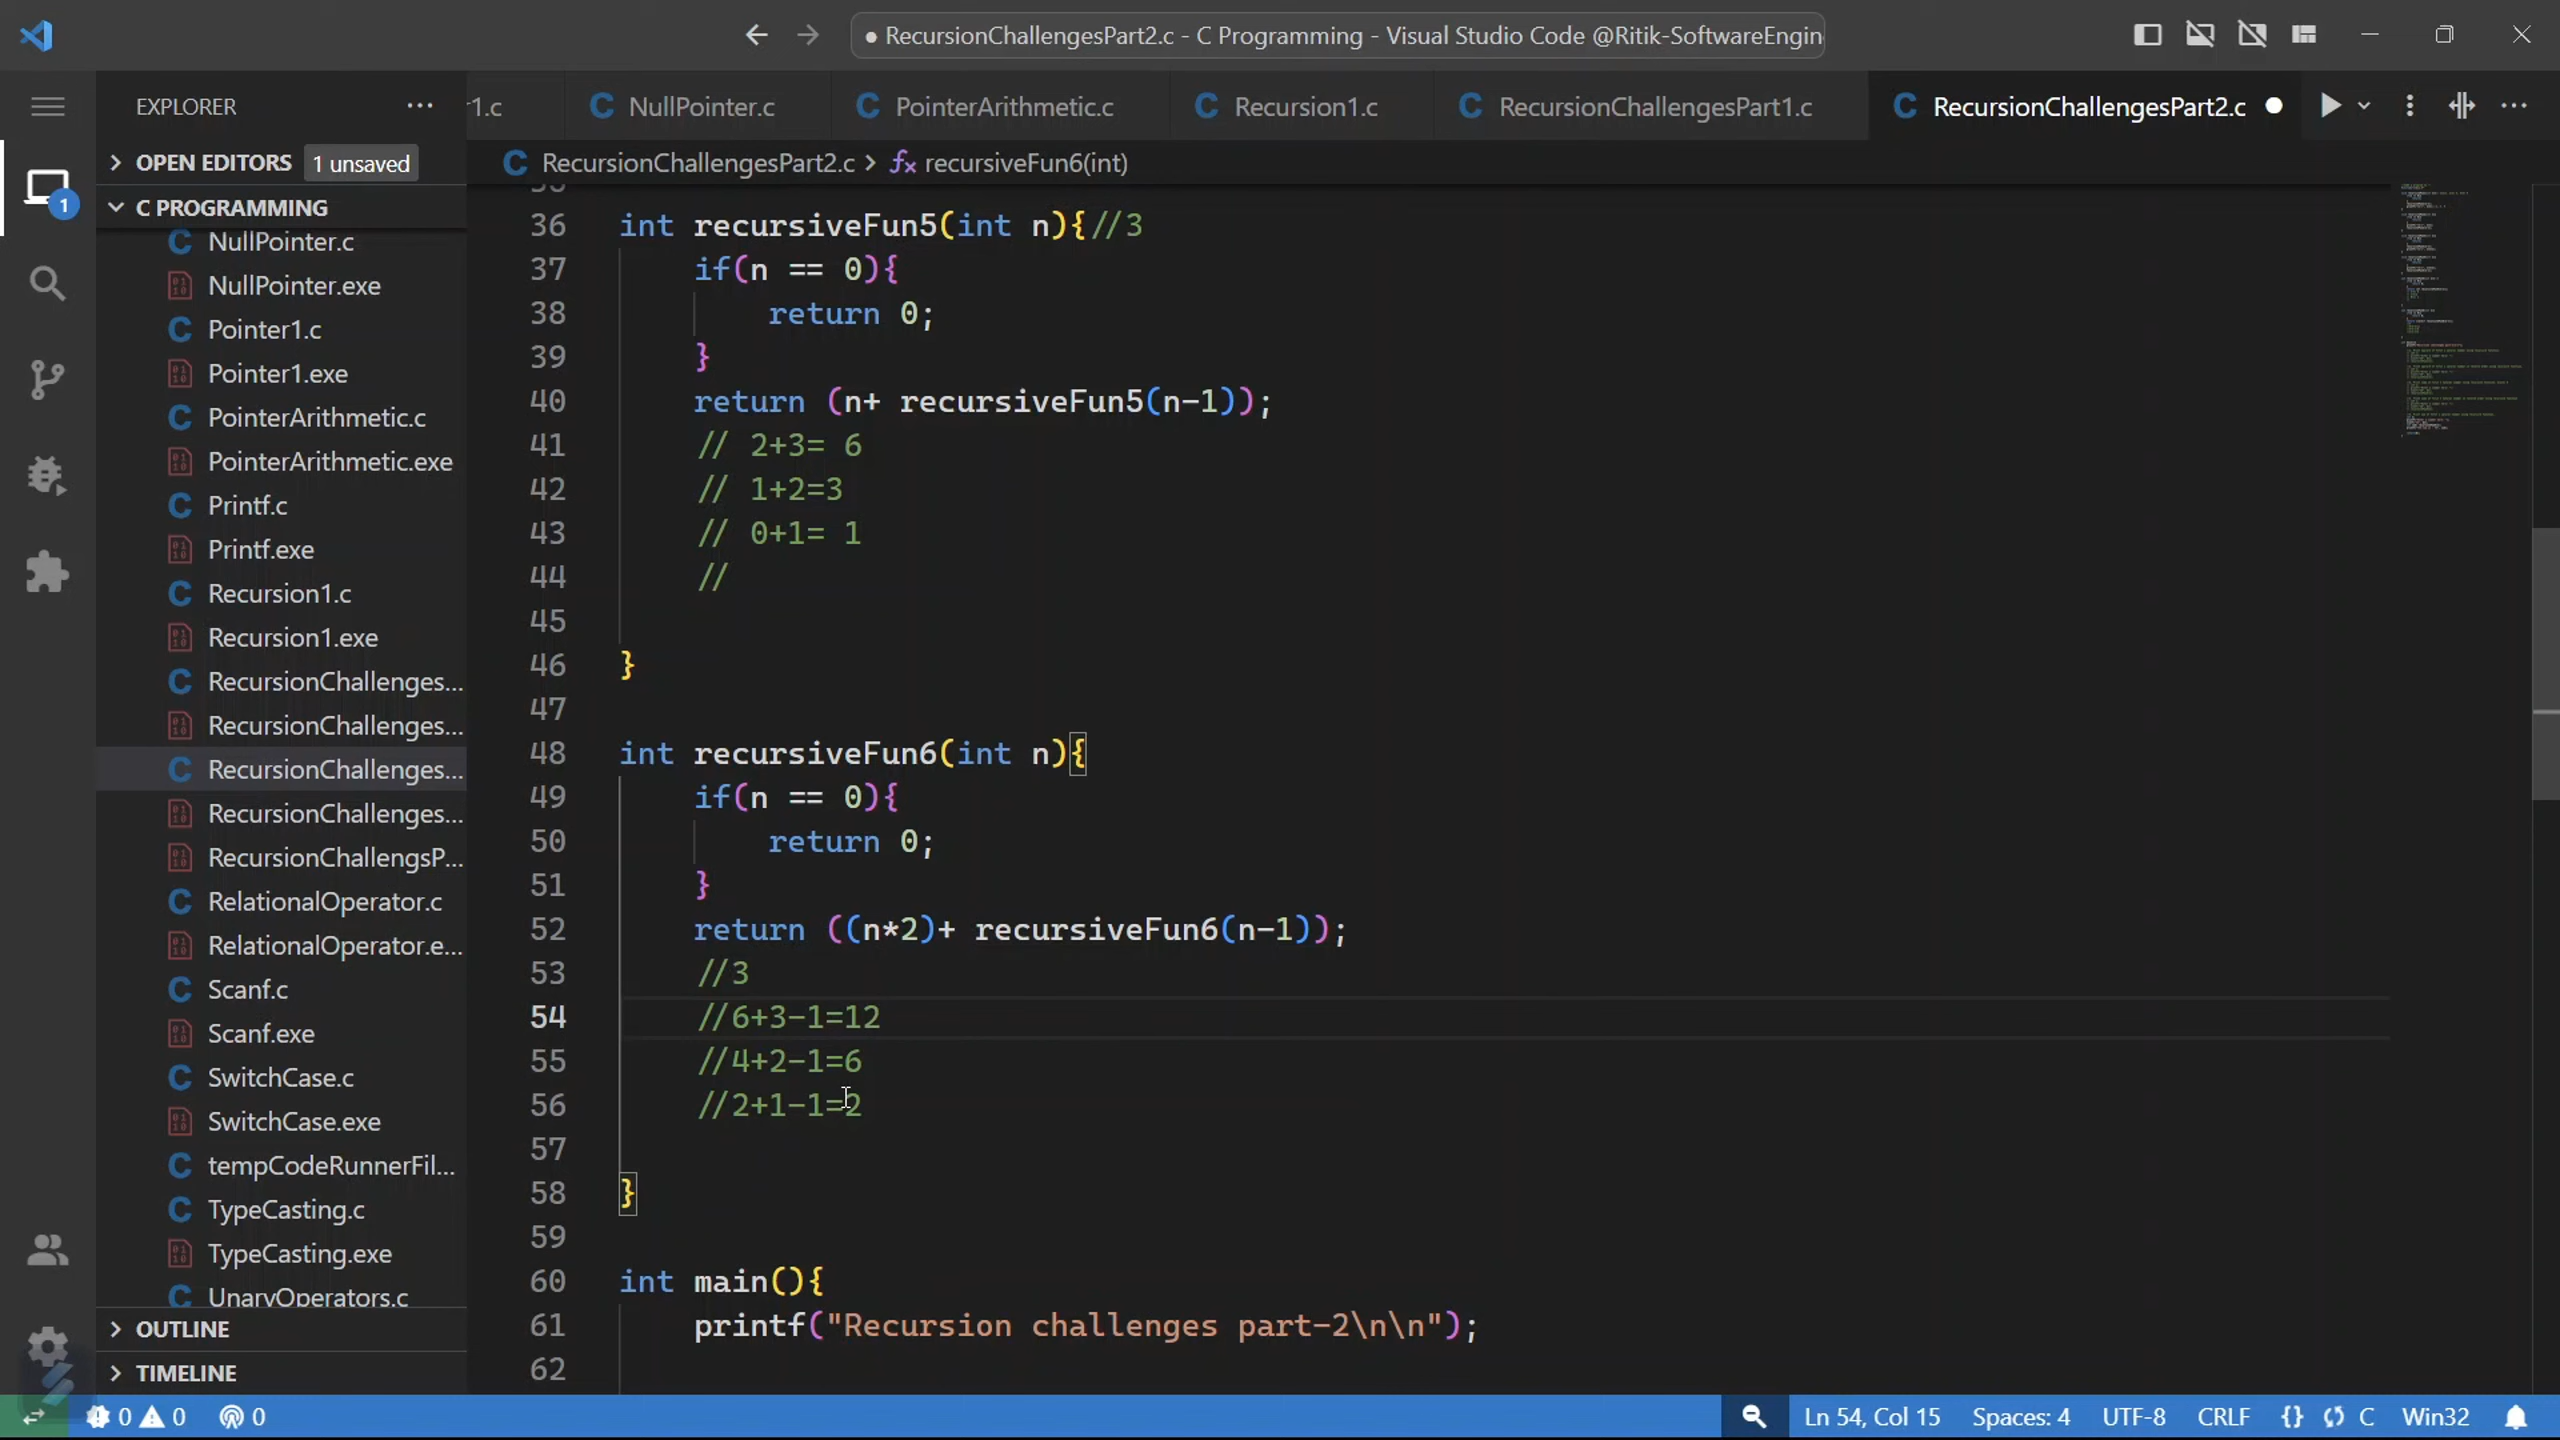 ● RecursionChallengesPart2.c - C Programming - Visual Studio Code @Ritik-SoftwareEngin
EXPLORER
r1.c
NullPointer.c
PointerArithmetic.c
Recursion1.c
RecursionChallengesPart1.c
RecursionChallengesPart2.c
OPEN EDITORS 1 unsaved
RecursionChallengesPart2.c > recursiveFun6(int)
1
C PROGRAMMING
NullPointer.c
NullPointer.exe
Pointer1.c
Pointer1.exe
PointerArithmetic.c
PointerArithmetic.exe
Printf.c
Printf.exe
Recursion1.c
Recursion1.exe
RecursionChallenges...
RecursionChallenges...
RecursionChallenges...
RecursionChallenges...
RecursionChallengsP...
RelationalOperator.c
RelationalOperator.e...
Scanf.c
Scanf.exe
SwitchCase.c
SwitchCase.exe
tempCodeRunnerFil...
TypeCasting.c
TypeCasting.exe
UnaryOperators.c
OUTLINE
TIMELINE
36 int recursiveFun5(int n){//3
37 if(n == 0){
38 return 0;
39 }
40 return (n+ recursiveFun5(n-1));
41 // 2+3= 6
42 // 1+2=3
43 // 0+1= 1
44 //
45
46 }
47
48 int recursiveFun6(int n){
49 if(n == 0){
50 return 0;
51 }
52 return ((n*2)+ recursiveFun6(n-1));
53 //3
54 //6+3-1=12
55 //4+2-1=6
56 //2+1-1=2
57
58 }
59
60 int main(){
61 printf("Recursion challenges part-2\n\n");
62
0 0 0 Ln 54, Col 15 Spaces: 4 UTF-8 CRLF {} C Win32